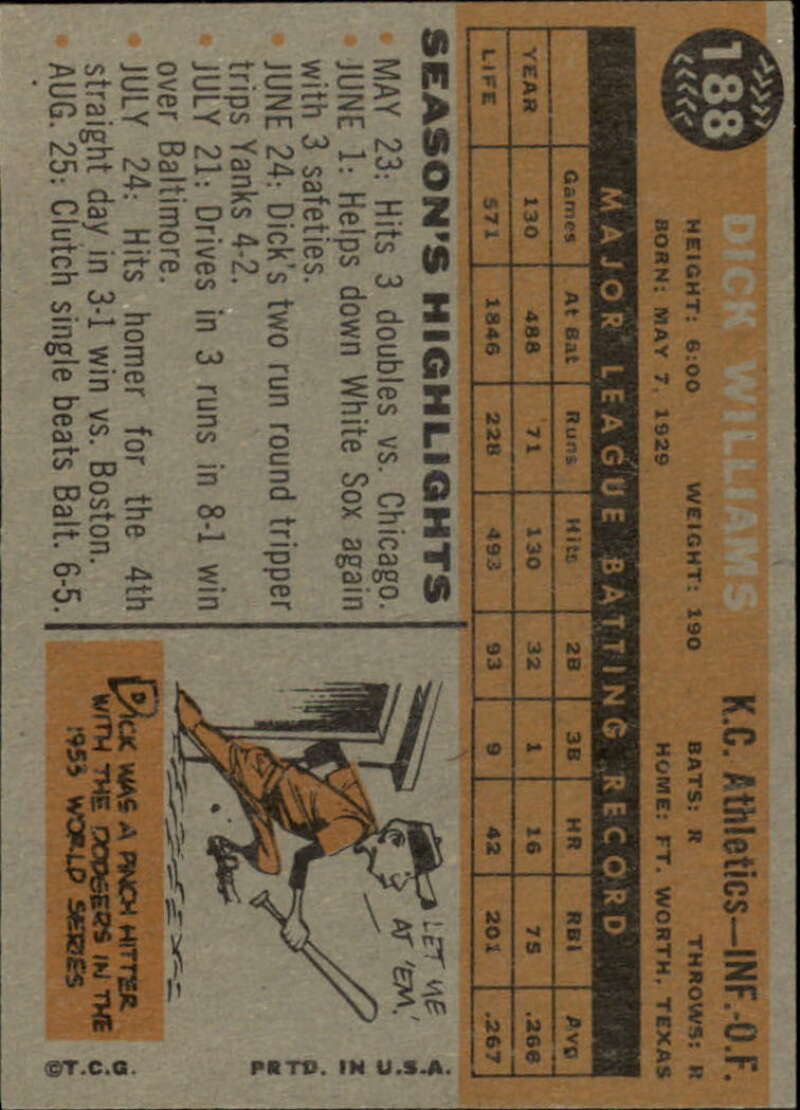 188
DICK WILLIAMS K.C. Athletics—INF.-O.F.
HEIGHT: 6:00 WEIGHT: 190 BATS: R THROWS: R
BORN: MAY 7, 1929 HOME: FT. WORTH, TEXAS
MAJOR LEAGUE BATTING RECORD
Games At Bat Runs Hits 2B 3B HR RBI Avg
YEAR 130 488 71 130 32 1 16 75 .266
LIFE 571 1846 228 493 93 9 42 201 .267
SEASON'S HIGHLIGHTS
• MAY 23: Hits 3 doubles vs. Chicago.
• JUNE 1: Helps down White Sox again
with 3 safeties.
• JUNE 24: Dick's two run round tripper
trips Yanks 4-2.
• JULY 21: Drives in 3 runs in 8-1 win
over Baltimore.
• JULY 24: Hits homer for the 4th
straight day in 3-1 win vs. Boston.
• AUG. 25: Clutch single beats Balt. 6-5.
LET ME
AT 'EM!
DICK WAS A PINCH HITTER
WITH THE DODGERS IN THE
1953 WORLD SERIES
©T.C.G. PRTD. IN U.S.A.